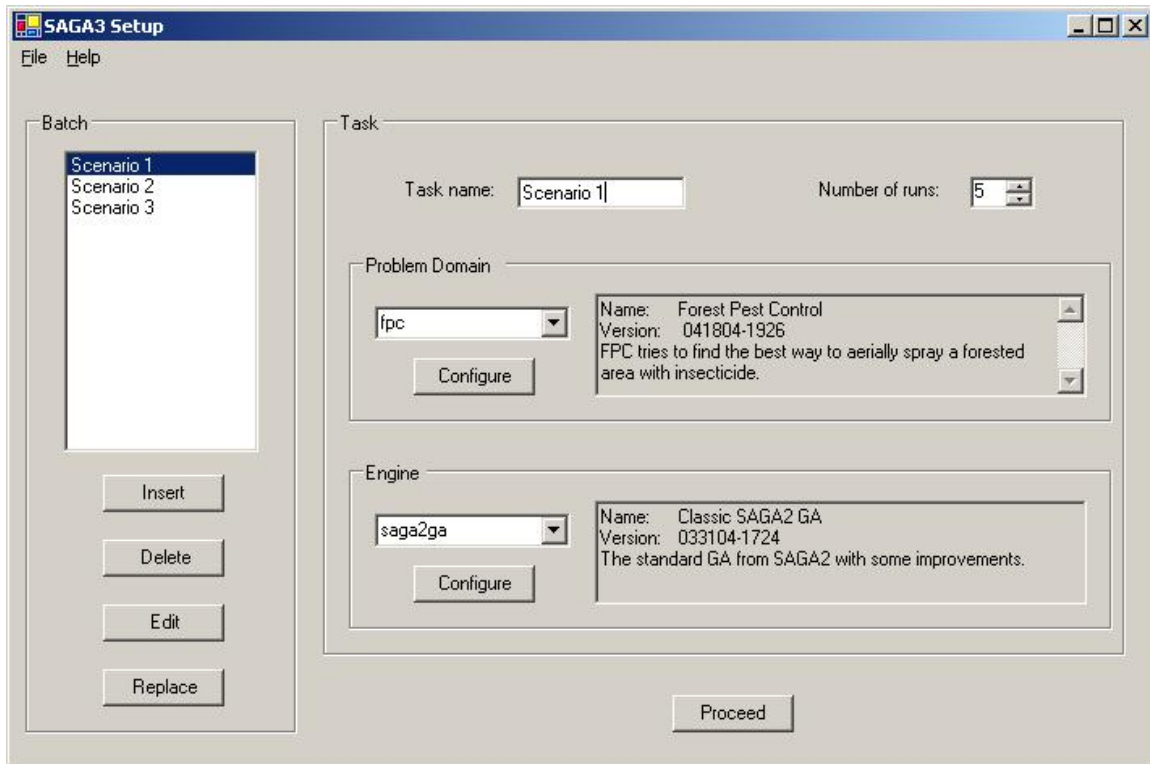 SAGA3 Setup
File Help
Batch
Scenario 1
Scenario 2
Scenario 3
Insert
Delete
Edit
Replace
Task
Task name: Scenario 1 Number of runs: 5
Problem Domain
fpc
Configure
Name: Forest Pest Control
Version: 041804-1926
FPC tries to find the best way to aerially spray a forested
area with insecticide.
Engine
saga2ga
Configure
Name: Classic SAGA2 GA
Version: 033104-1724
The standard GA from SAGA2 with some improvements.
Proceed